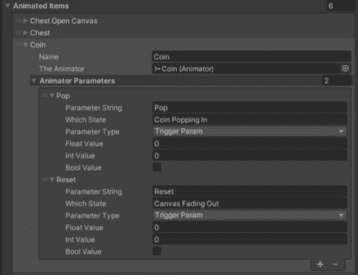 Animated Items 6
Chest Open Canvas
Chest
Coin
Name Coin
The Animator Coin (Animator)
Animator Parameters 2
Pop
Parameter String Pop
Which State Coin Popping In
Parameter Type Trigger Param
Float Value 0
Int Value 0
Bool Value
Reset
Parameter String Reset
Which State Canvas Fading Out
Parameter Type Trigger Param
Float Value 0
Int Value 0
Bool Value